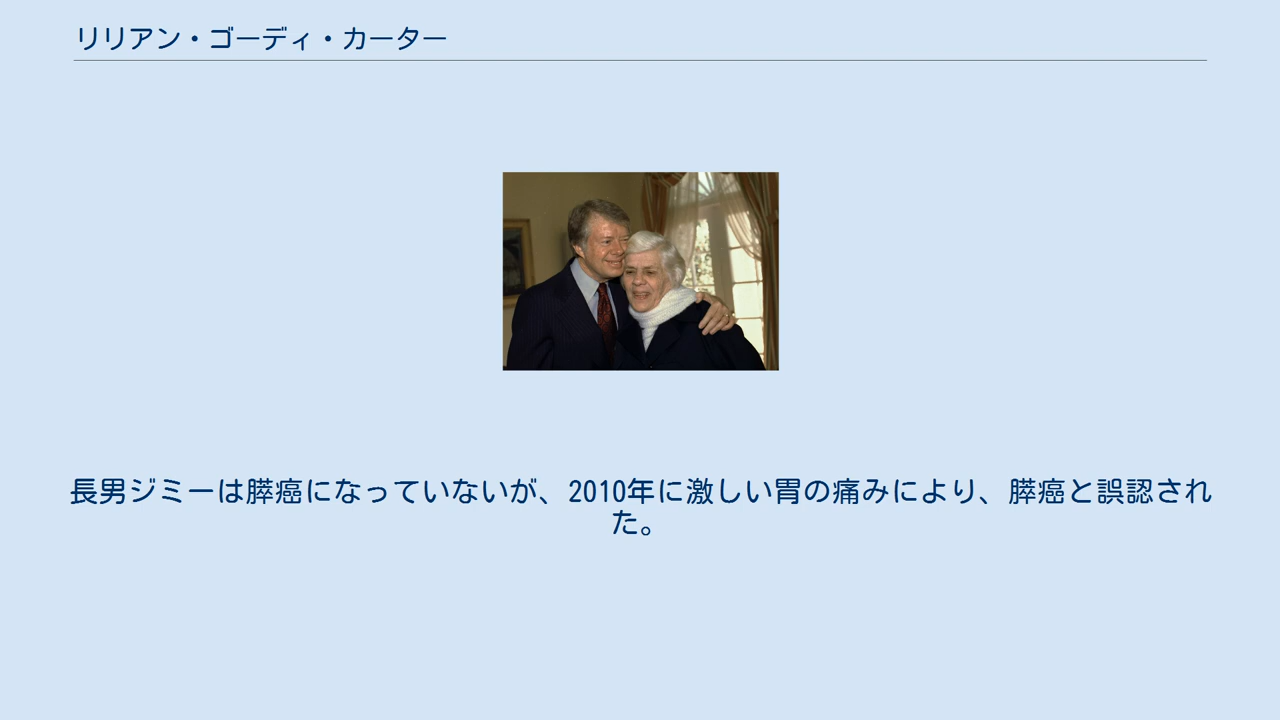 リリアン・ゴーディ・カーター
長男ジミーは膵癌になっていないが、2010年に激しい胃の痛みにより、膵癌と誤認され
た。